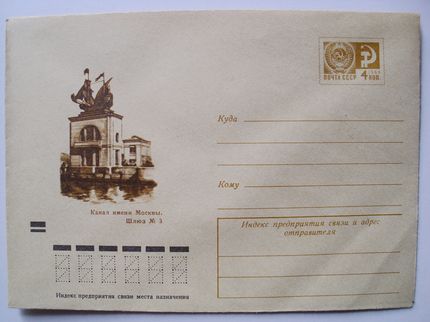 1966
ПОЧТА СССР
4 КОП.
Куда
Кому
Канал имени Москвы.
Шлюз № 3
Индекс предприятия связи и адрес
отправителя
Индекс предприятия связи места назначения